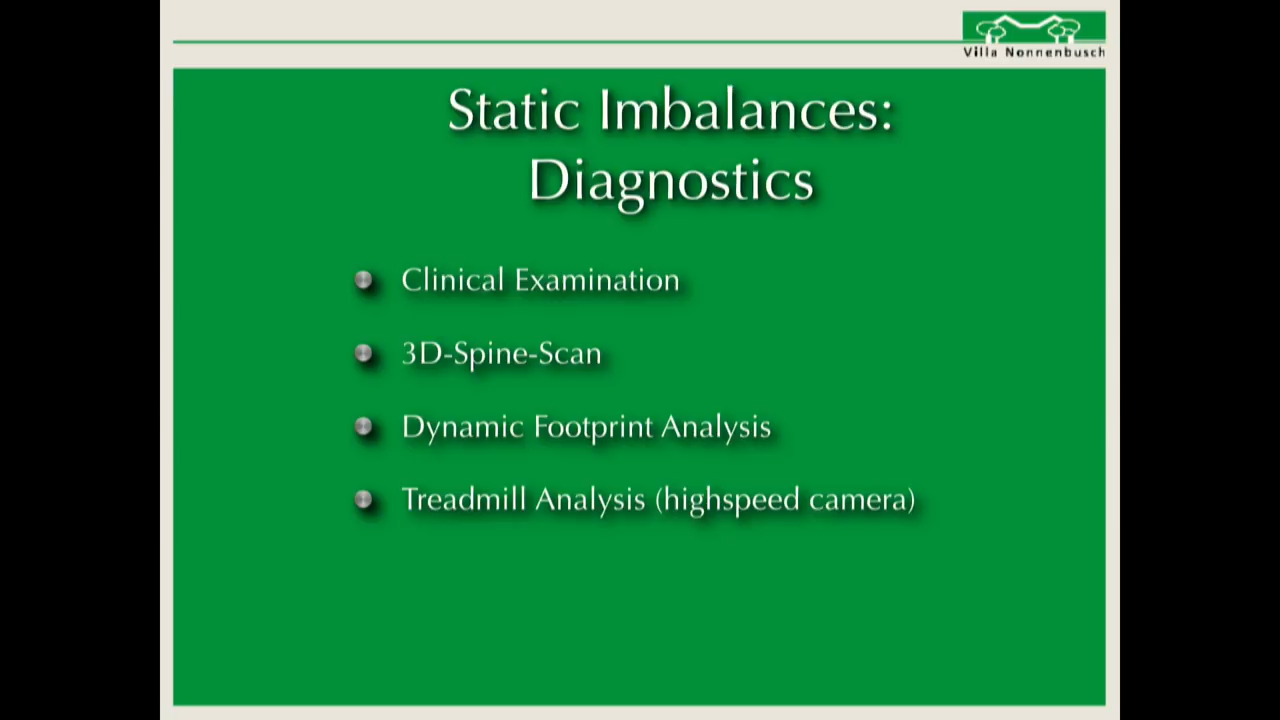 Villa Nonnenbusch
Static Imbalances:
Diagnostics
Clinical Examination
3D-Spine-Scan
Dynamic Footprint Analysis
Treadmill Analysis (highspeed camera)